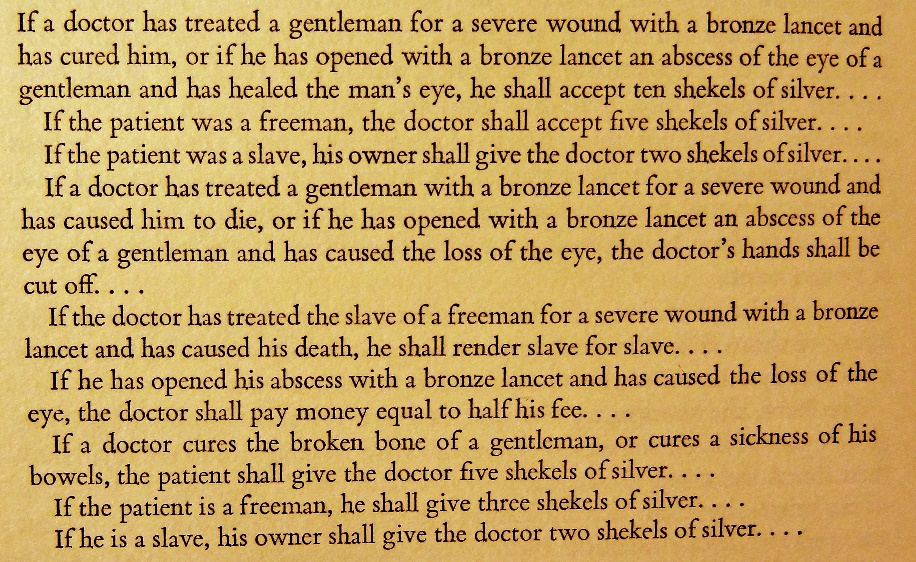 If a doctor has treated a gentleman for a severe wound with a bronze lancet and
has cured him, or if he has opened with a bronze lancet an abscess of the eye of a
gentleman and has healed the man's eye, he shall accept ten shekels of silver. . . .
If the patient was a freeman, the doctor shall accept five shekels of silver. . . .
If the patient was a slave, his owner shall give the doctor two shekels of silver. . . .
If a doctor has treated a gentleman with a bronze lancet for a severe wound and
has caused him to die, or if he has opened with a bronze lancet an abscess of the
eye of a gentleman and has caused the loss of the eye, the doctor's hands shall be
cut off. . . .
If the doctor has treated the slave of a freeman for a severe wound with a bronze
lancet and has caused his death, he shall render slave for slave. . . .
If he has opened his abscess with a bronze lancet and has caused the loss of the
eye, the doctor shall pay money equal to half his fee. . . .
If a doctor cures the broken bone of a gentleman, or cures a sickness of his
bowels, the patient shall give the doctor five shekels of silver. . . .
If the patient is a freeman, he shall give three shekels of silver. . . .
If he is a slave, his owner shall give the doctor two shekels of silver. . . .